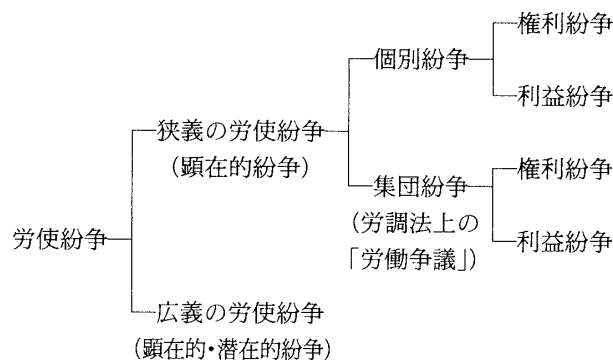 権利紛争
個別紛争
利益紛争
狭義の労使紛争
(顕在的紛争)
権利紛争
集団紛争
(労調法上の
「労働争議」)
利益紛争
労使紛争
広義の労使紛争
(顕在的・潜在的紛争)